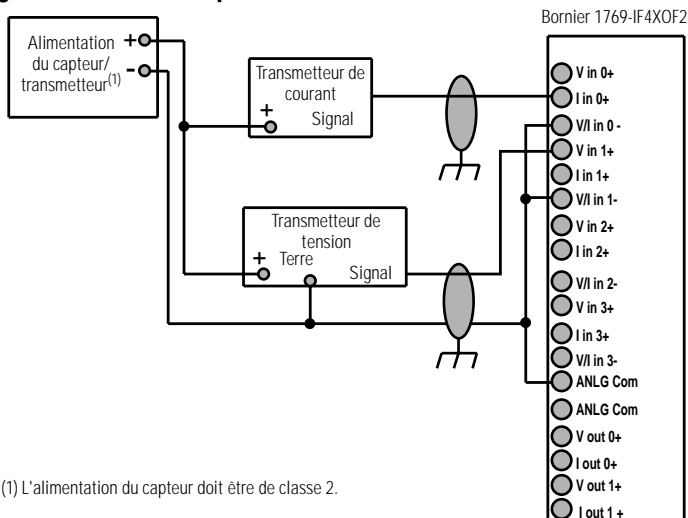 Bornier 1769-IF4XOF2
Alimentation
du capteur/
transmetteur(1)
+
-
Transmetteur de
courant
+
Signal
Transmetteur de
tension
+
Terre
Signal
V in 0+
I in 0+
V/I in 0 -
V in 1+
I in 1+
V/I in 1-
V in 2+
I in 2+
V/I in 2-
V in 3+
I in 3+
V/I in 3-
ANLG Com
ANLG Com
V out 0+
I out 0+
V out 1+
I out 1 +
(1) L'alimentation du capteur doit être de classe 2.